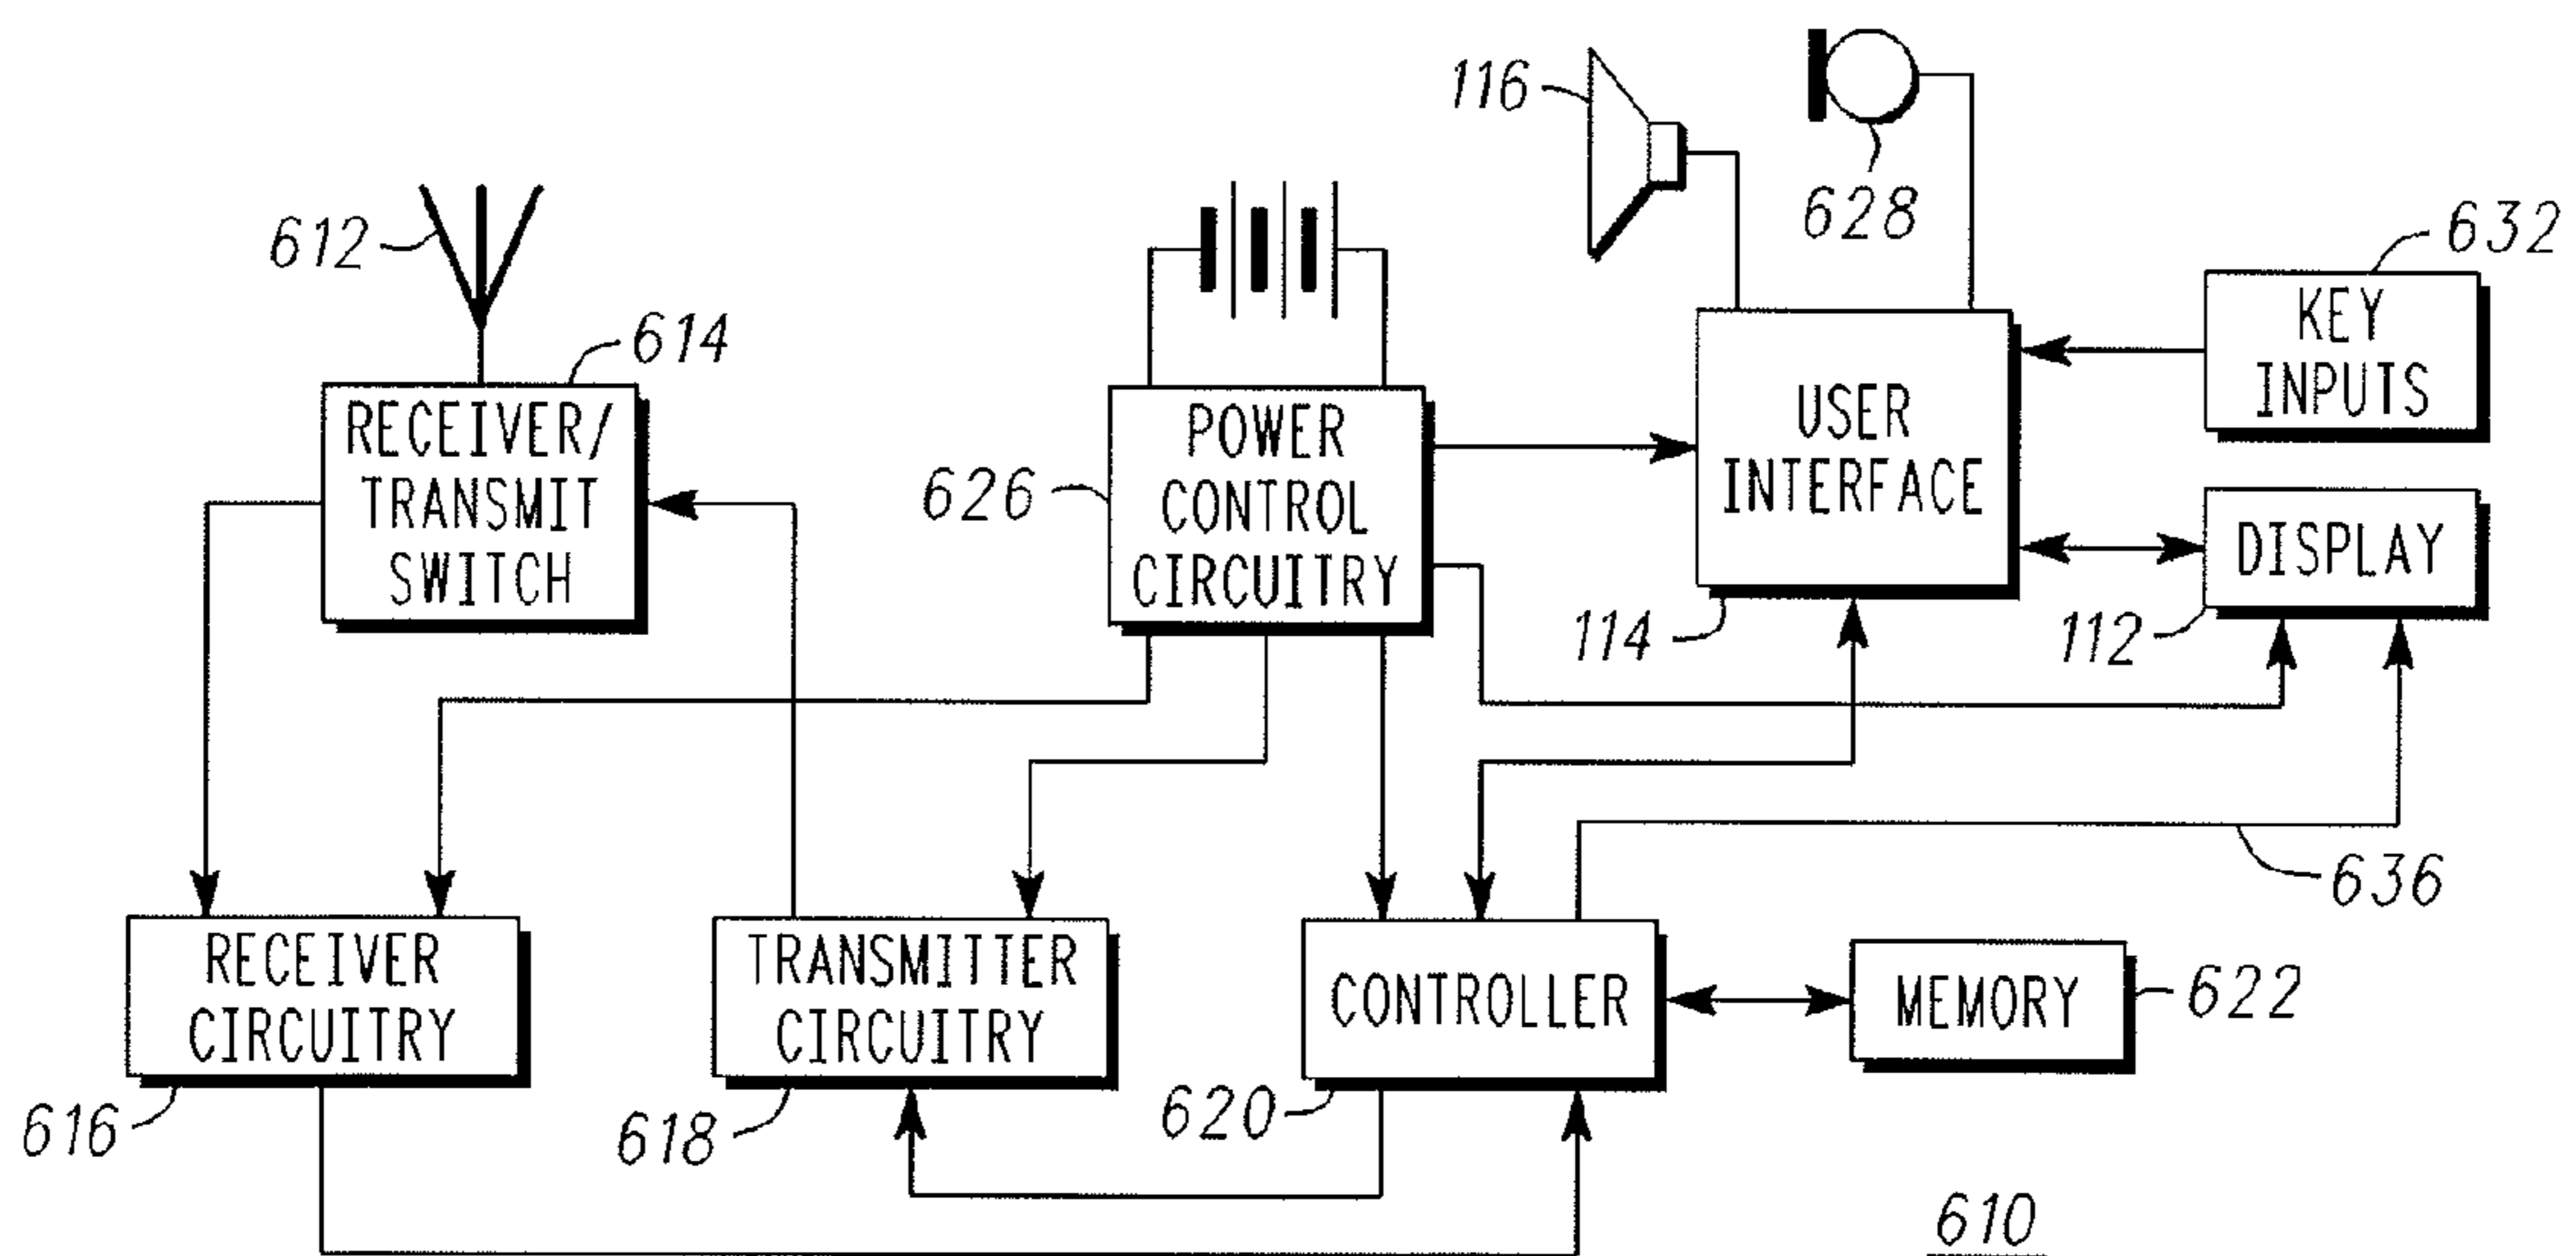 116
628
612
632
KEY
INPUTS
614
RECEIVER/
TRANSMIT
SWITCH
626
POWER
CONTROL
CIRCUITRY
USER
INTERFACE
DISPLAY
114
112
636
RECEIVER
CIRCUITRY
TRANSMITTER
CIRCUITRY
CONTROLLER
MEMORY
622
616
618
620
610